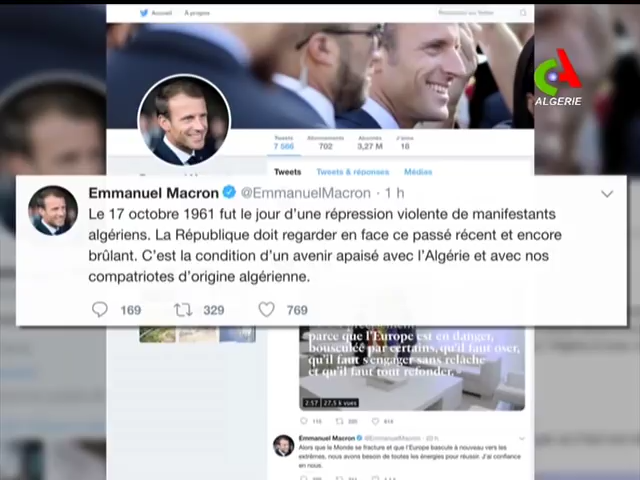 Accueil À propos
Rechercher sur Twitter
ALGERIE
Tweets Abonnements Abonnés J'aime
7 566 702 3,27 M 16
Tweets Tweets & réponses Médias
Emmanuel Macron @EmmanuelMacron · 1 h
Le 17 octobre 1961 fut le jour d'une répression violente de manifestants
algériens. La République doit regarder en face ce passé récent et encore
brûlant. C'est la condition d'un avenir apaisé avec l'Algérie et avec nos
compatriotes d'origine algérienne.
169 329 769
parce que l'Europe est en danger,
bousculée par certains, qu'il faut oser,
qu'il faut s'engager sans relâche
et qu'il faut tout refonder.
2:57 27,5 k vues
Emmanuel Macron @EmmanuelMacron · 20 h
Alors que le Monde se fracture et que l'Europe bascule à nouveau vers les
extrêmes, nous avons besoin de toutes les énergies pour réussir. J'ai confiance
en nous.